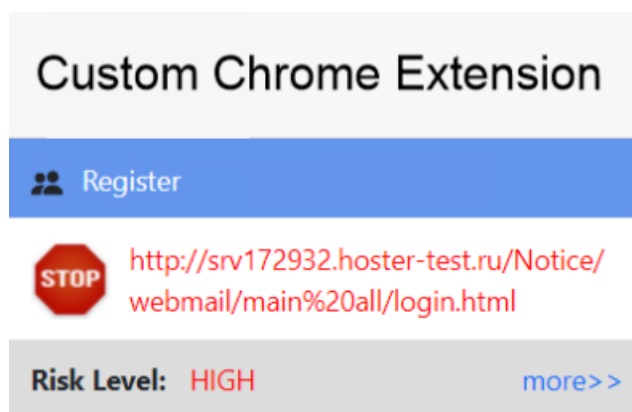 Custom Chrome Extension
Register
STOP
http://srv172932.hoster-test.ru/Notice/
webmail/main%20all/login.html
Risk Level: HIGH more>>